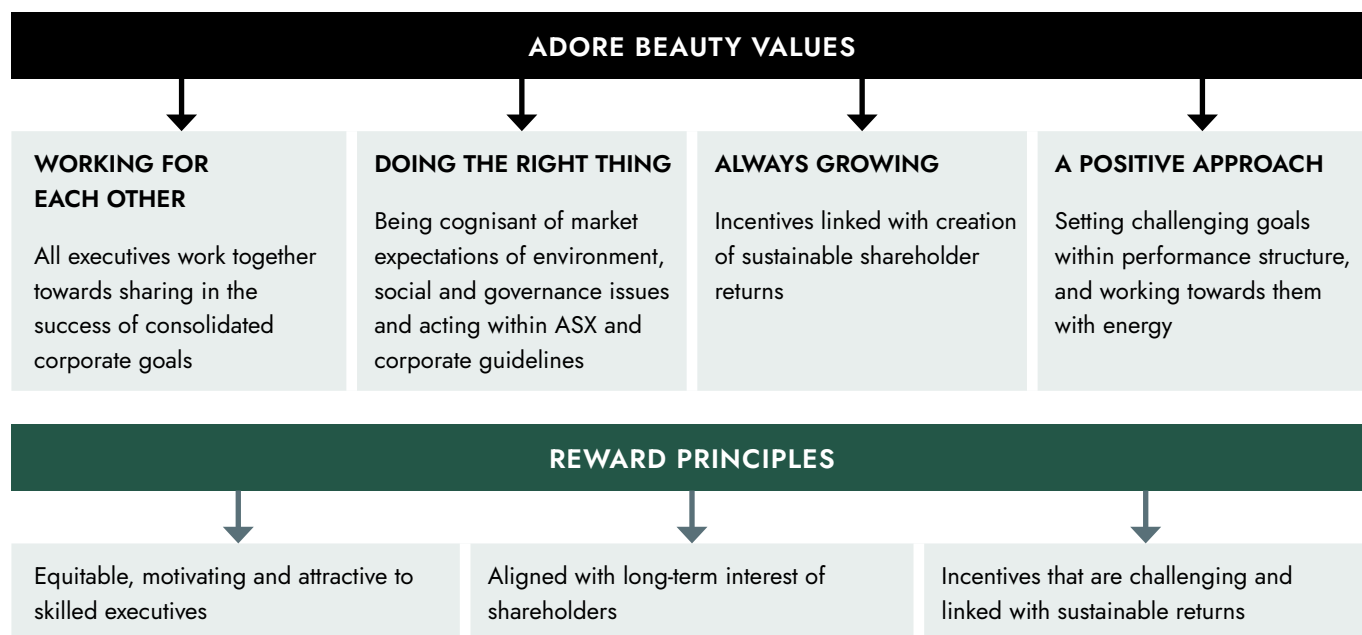 ADORE BEAUTY VALUES
WORKING FOR
EACH OTHER
All executives work together
towards sharing in the
success of consolidated
corporate goals
DOING THE RIGHT THING
Being cognisant of market
expectations of environment,
social and governance issues
and acting within ASX and
corporate guidelines
ALWAYS GROWING
Incentives linked with creation
of sustainable shareholder
returns
A POSITIVE APPROACH
Setting challenging goals
within performance structure,
and working towards them
with energy
REWARD PRINCIPLES
Equitable, motivating and attractive to
skilled executives
Aligned with long-term interest of
shareholders
Incentives that are challenging and
linked with sustainable returns